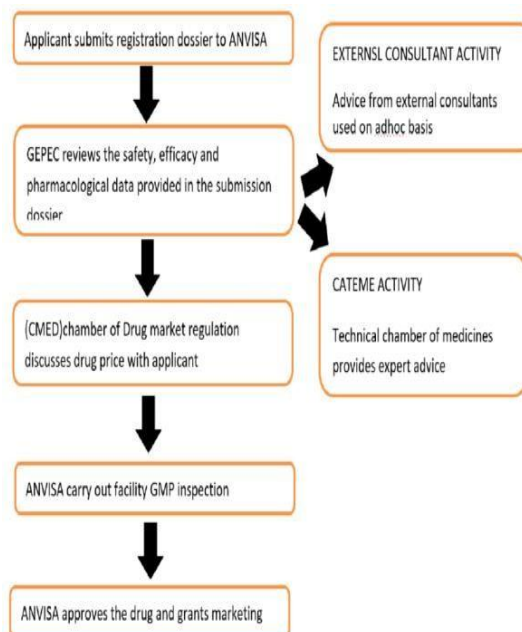 Applicant submits registration dossier to ANVISA
EXTERNSL CONSULTANT ACTIVITY
Advice from external consultants
used on adhoc basis
GEPEC reviews the safety, efficacy and
pharmacological data provided in the submission
dossier
CATEME ACTIVITY
Technical chamber of medicines
provides expert advice
(CMED)chamber of Drug market regulation
discusses drug price with applicant
ANVISA carry out facility GMP inspection
ANVISA approves the drug and grants marketing